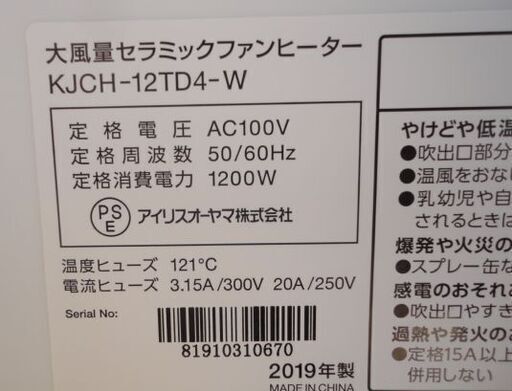 大風量セラミックファンヒーター
KJCH-12TD4-W
定格電圧 AC100V
定格周波数 50/60Hz
定格消費電力 1200W
PSE アイリスオーヤマ株式会社
温度ヒューズ 121°C
電流ヒューズ 3.15A/300V 20A/250V
Serial No:
81910310670
2019年製
MADE IN CHINA
やけどや低温
●吹出口部分
●温風をおな
●乳幼児や自
されるときは
爆発や火災の
●スプレー缶な
感電のおそれ
●吹出口やすき
過熱や発火の
●定格15A以上
併用しない